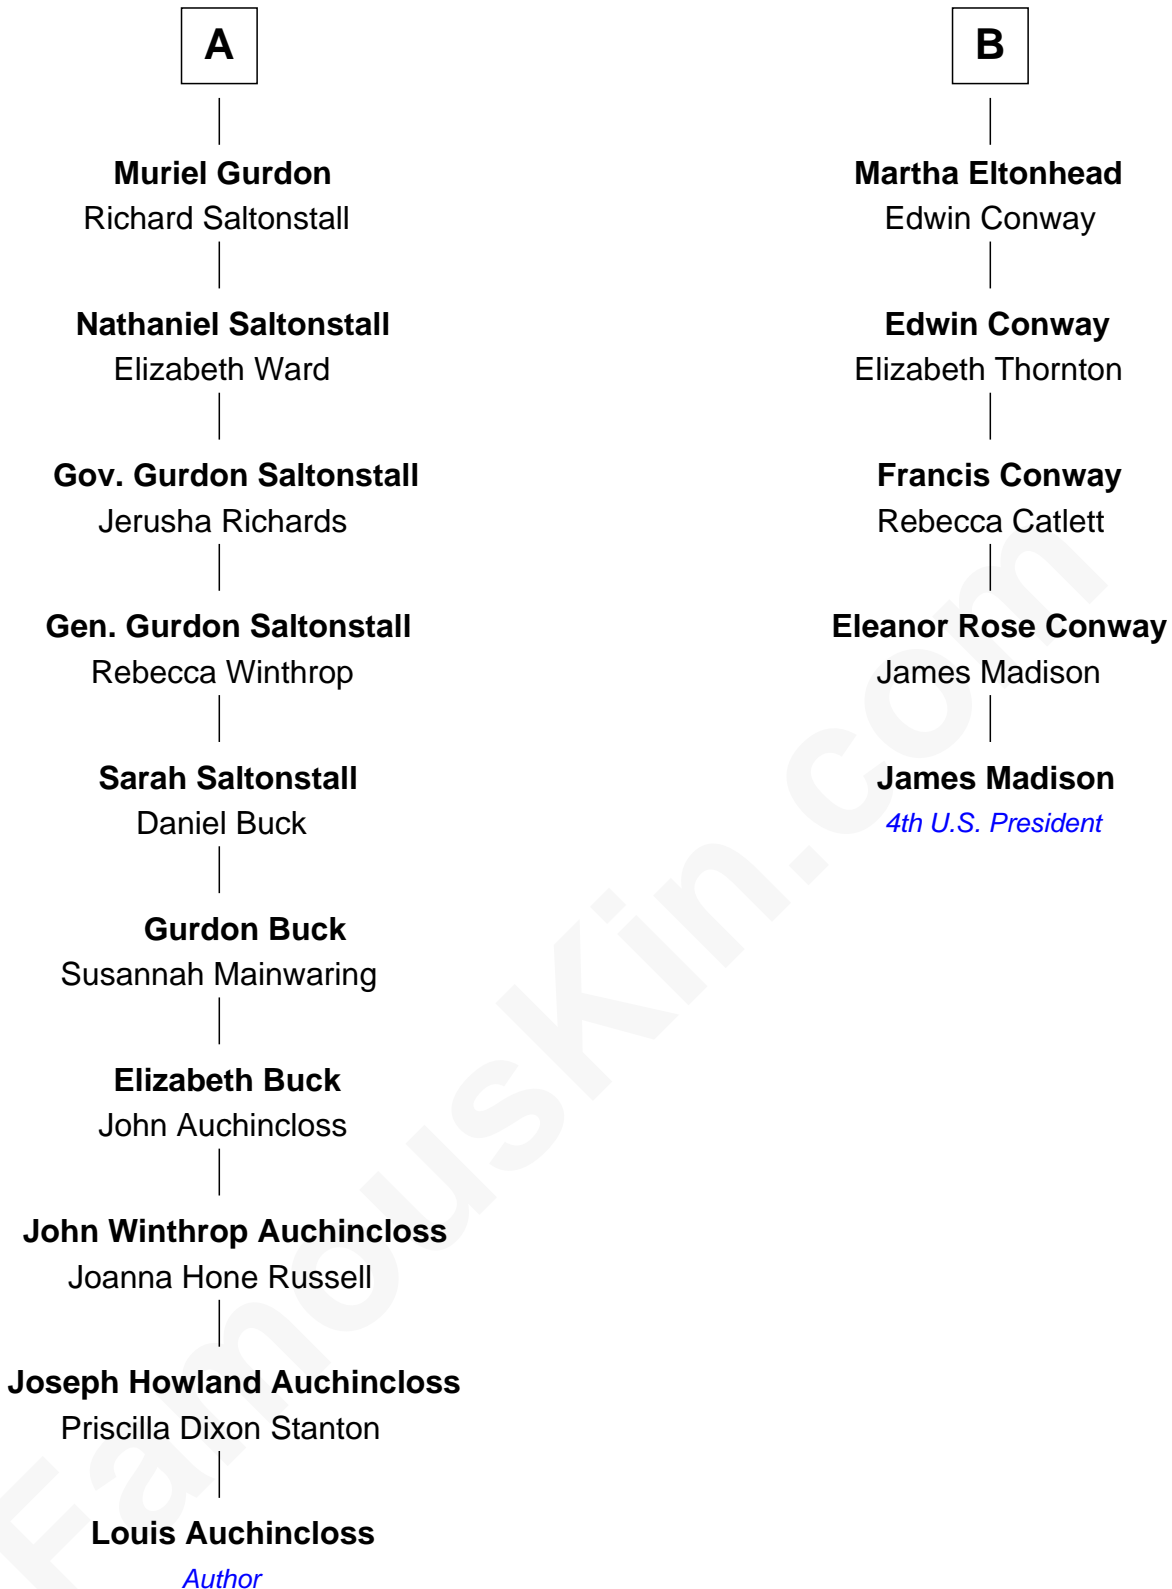 A
Muriel Gurdon
Richard Saltonstall
Nathaniel Saltonstall
Elizabeth Ward
Gov. Gurdon Saltonstall
Jerusha Richards
Gen. Gurdon Saltonstall
Rebecca Winthrop
Sarah Saltonstall
Daniel Buck
Gurdon Buck
Susannah Mainwaring
Elizabeth Buck
John Auchincloss
John Winthrop Auchincloss
Joanna Hone Russell
Joseph Howland Auchincloss
Priscilla Dixon Stanton
Louis Auchincloss
Author
B
Martha Eltonhead
Edwin Conway
Edwin Conway
Elizabeth Thornton
Francis Conway
Rebecca Catlett
Eleanor Rose Conway
James Madison
James Madison
4th U.S. President
FamousKin.com